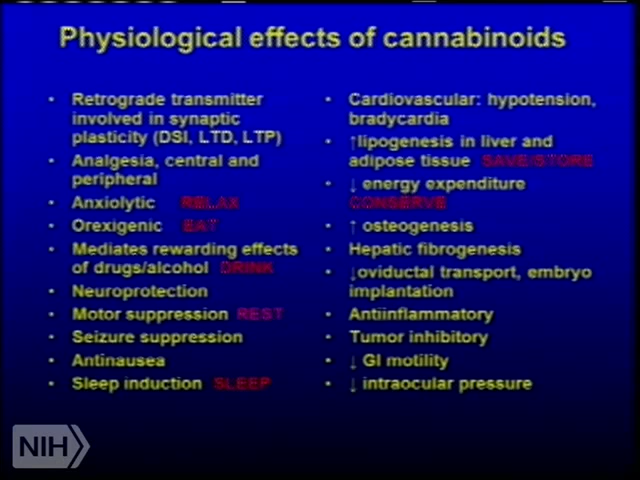 Physiological effects of cannabinoids
• Retrograde transmitter
involved in synaptic
plasticity (DSI, LTD, LTP)
• Analgesia, central and
peripheral
• Anxiolytic RELAX
• Orexigenic EAT
• Mediates rewarding effects
of drugs/alcohol DRINK
• Neuroprotection
• Motor suppression REST
• Seizure suppression
• Antinausea
• Sleep induction SLEEP
• Cardiovascular: hypotension,
bradycardia
• ↑lipogenesis in liver and
adipose tissue SAVE/STORE
• ↓ energy expenditure
CONSERVE
• ↑ osteogenesis
• Hepatic fibrogenesis
• ↓oviductal transport, embryo
implantation
• Antiinflammatory
• Tumor inhibitory
• ↓ GI motility
• ↓ intraocular pressure
NIH